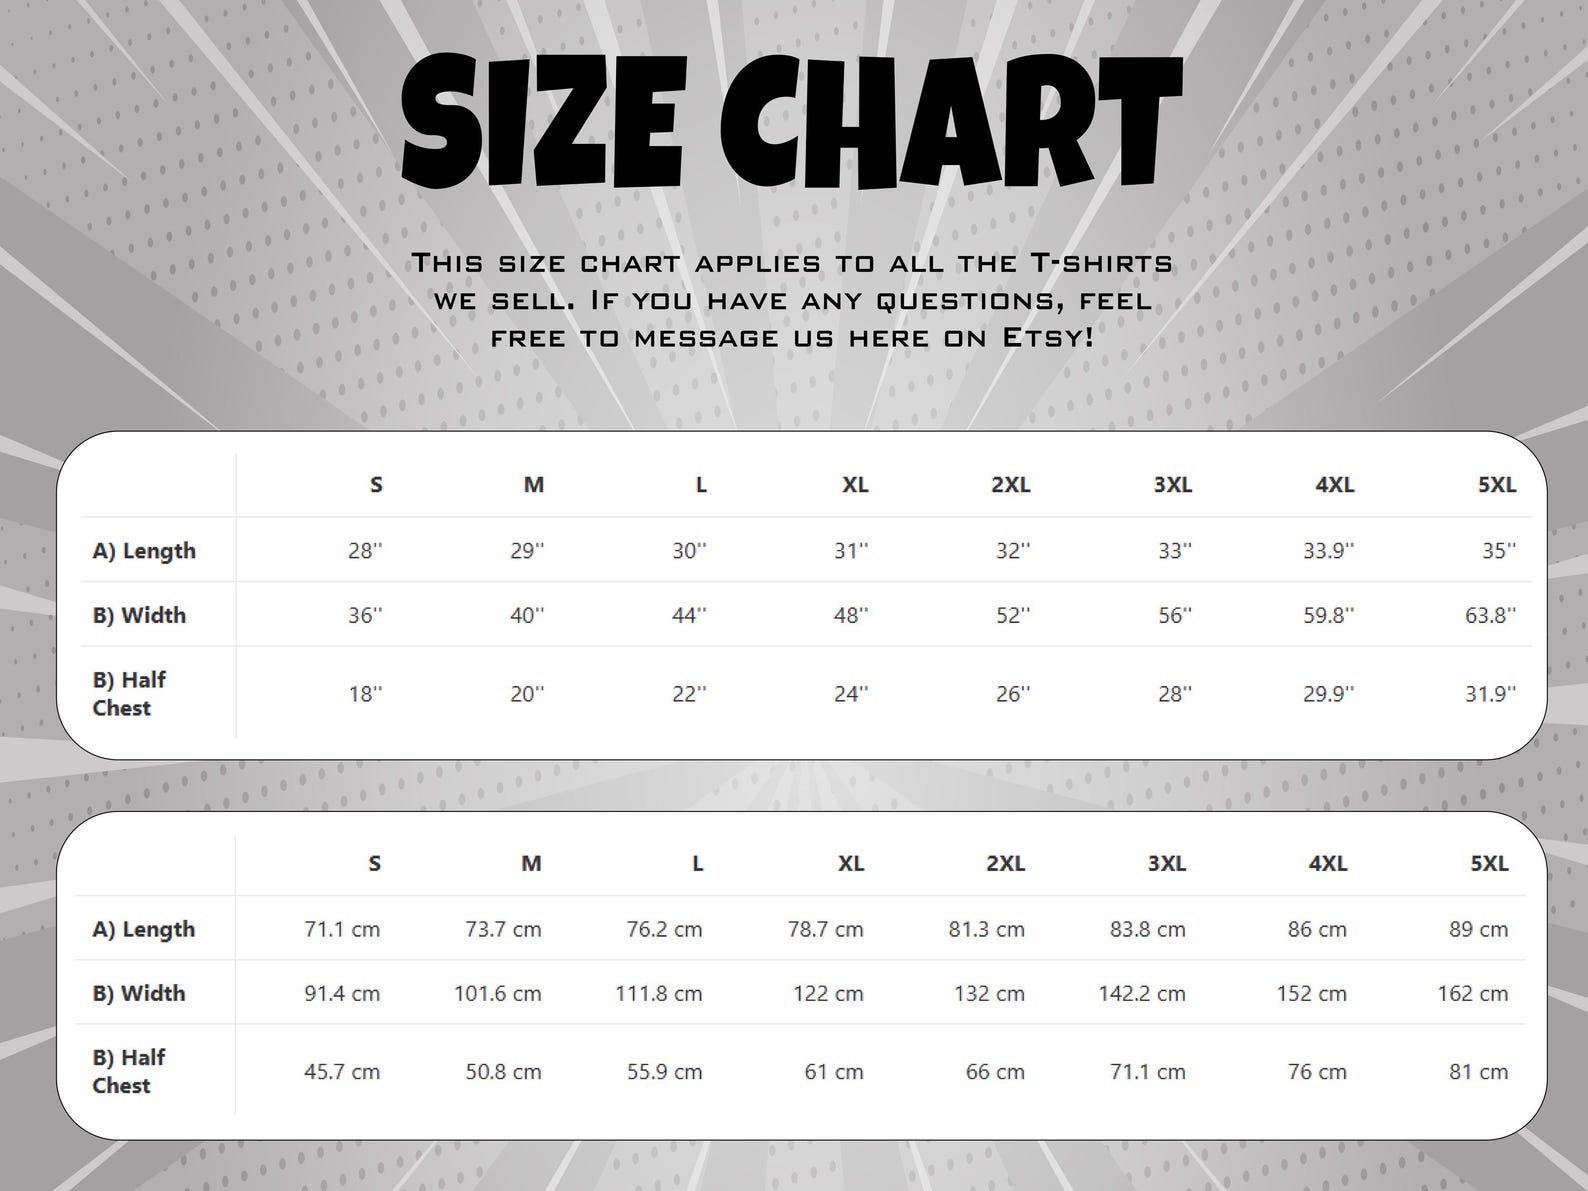 SIZE CHART
This size chart applies to all the T-shirts
we sell. If you have any questions, feel
free to message us here on Etsy!
S M L XL 2XL 3XL 4XL 5XL
A) Length 28'' 29'' 30'' 31'' 32'' 33'' 33.9'' 35''
B) Width 36'' 40'' 44'' 48'' 52'' 56'' 59.8'' 63.8''
B) Half
Chest 18'' 20'' 22'' 24'' 26'' 28'' 29.9'' 31.9''
S M L XL 2XL 3XL 4XL 5XL
A) Length 71.1 cm 73.7 cm 76.2 cm 78.7 cm 81.3 cm 83.8 cm 86 cm 89 cm
B) Width 91.4 cm 101.6 cm 111.8 cm 122 cm 132 cm 142.2 cm 152 cm 162 cm
B) Half
Chest 45.7 cm 50.8 cm 55.9 cm 61 cm 66 cm 71.1 cm 76 cm 81 cm